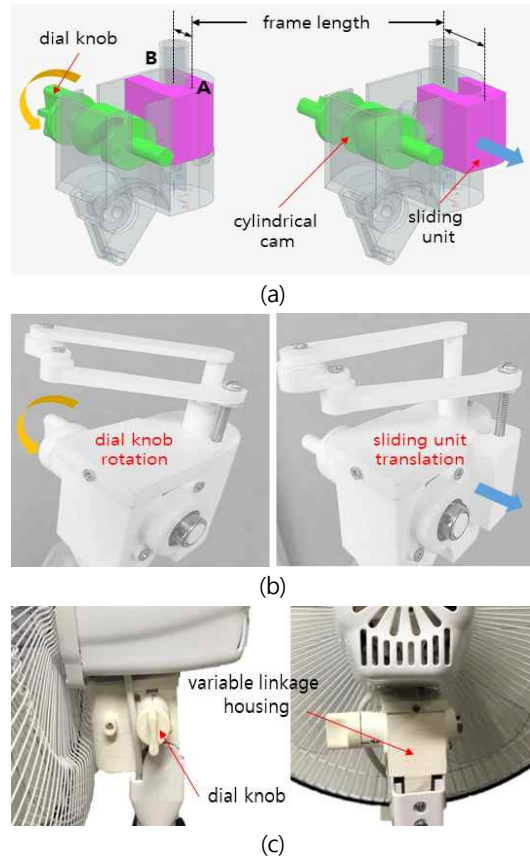 frame length
dial knob
B
A
cylindrical
cam
sliding
unit
(a)
dial knob
rotation
sliding unit
translation
(b)
variable linkage
housing
dial knob
(c)